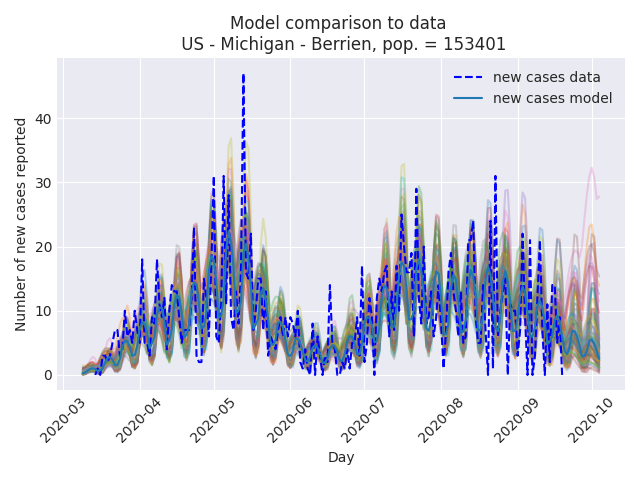 Model comparison to data
US - Michigan - Berrien, pop. = 153401
new cases data
new cases model
Number of new cases reported
40
30
20
10
0
2020-03
2020-04
2020-05
2020-06
2020-07
2020-08
2020-09
2020-10
Day